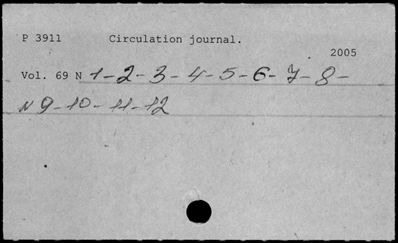 P 3911 Circulation journal.
2005
Vol. 69 N 1-2-3-4-5-6-7-8-
N 9-10-11-12